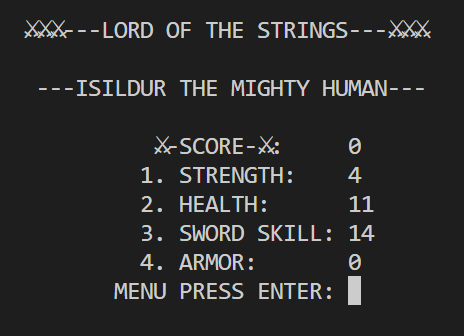 ⚔⚔⚔---LORD OF THE STRINGS---⚔⚔⚔
---ISILDUR THE MIGHTY HUMAN---
⚔-SCORE-⚔: 0
1. STRENGTH: 4
2. HEALTH: 11
3. SWORD SKILL: 14
4. ARMOR: 0
MENU PRESS ENTER: